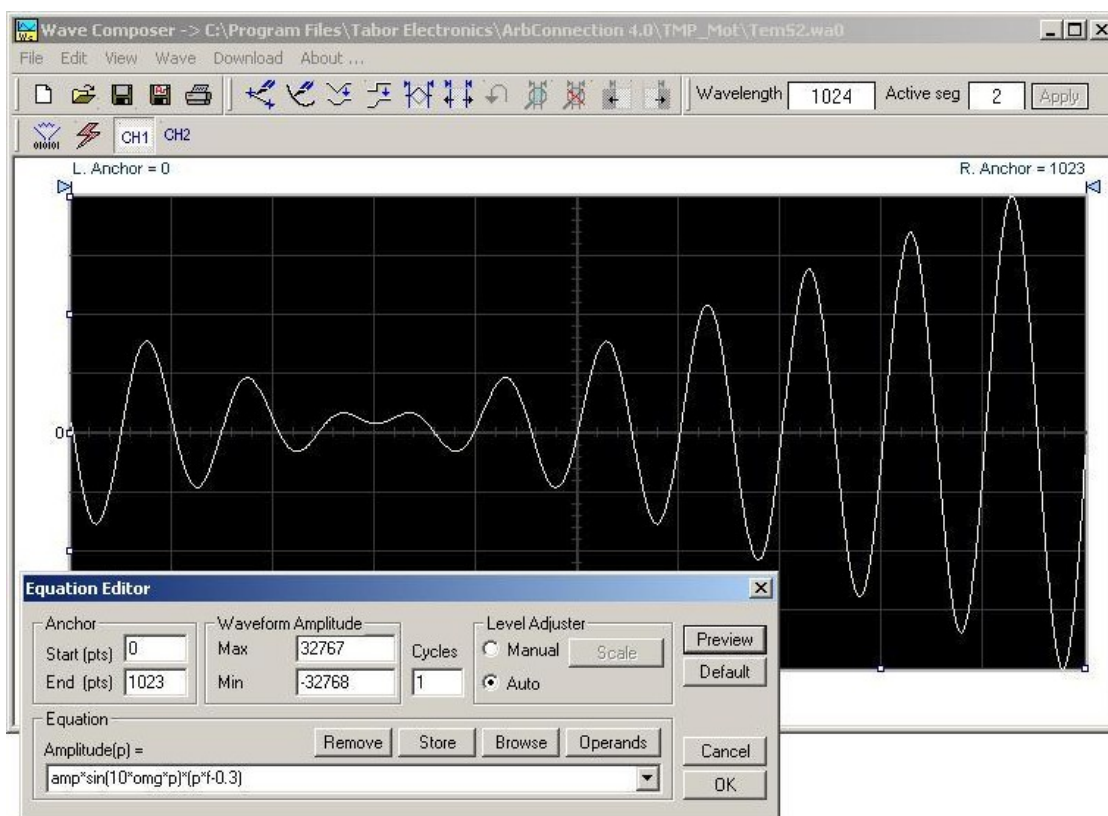 Wave Composer -> C:\Program Files\Tabor Electronics\ArbConnection 4.0\TMP_Mot\Tem52.wa0
File Edit View Wave Download About ...
Wavelength 1024 Active seg 2 Apply
010101 CH1 CH2
L. Anchor = 0 R. Anchor = 1023
0
Equation Editor
Anchor Waveform Amplitude Level Adjuster
Start (pts) 0 Max 32767 Cycles Manual Scale Preview
End (pts) 1023 Min -32768 1 Auto Default
Equation
Amplitude(p) = Remove Store Browse Operands Cancel
amp*sin(10*omg*p)*(p*f-0.3) OK